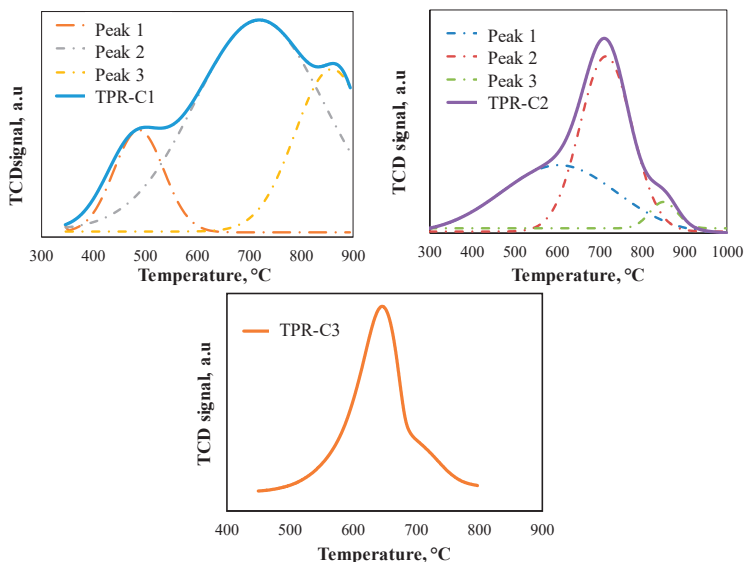 Peak 1
Peak 2
Peak 3
TPR-C1
TCDsignal, a.u
300 400 500 600 700 800 900
Temperature, °C
Peak 1
Peak 2
Peak 3
TPR-C2
TCD signal, a.u
300 400 500 600 700 800 900 1000
Temperature, °C
TPR-C3
TCD signal, a.u
400 500 600 700 800 900
Temperature, °C